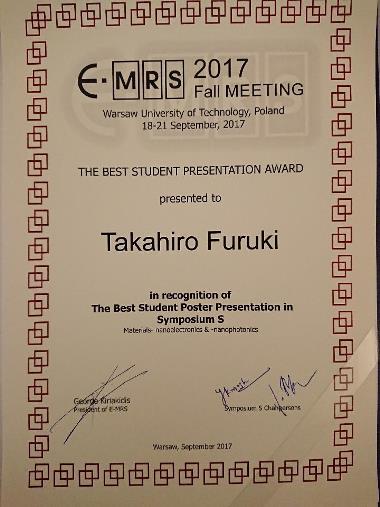 E·MRS 2017
Fall MEETING
Warsaw University of Technology, Poland
18-21 September, 2017
THE BEST STUDENT PRESENTATION AWARD
presented to
Takahiro Furuki
in recognition of
The Best Student Poster Presentation in
Symposium S
Materials- nanoelectronics & -nanophotonics
George Kiriakidis
President of E-MRS
Symposium S Chairpersons
Warsaw, September 2017